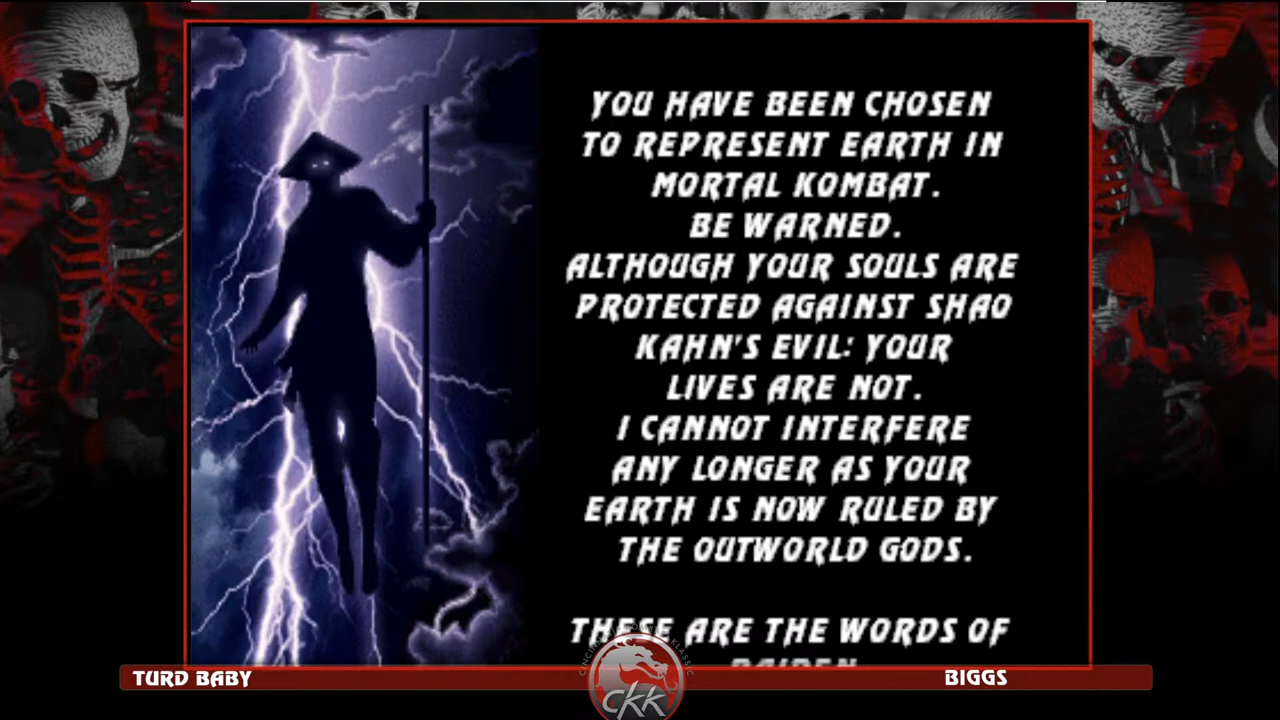 YOU HAVE BEEN CHOSEN
TO REPRESENT EARTH IN
MORTAL KOMBAT.
BE WARNED.
ALTHOUGH YOUR SOULS ARE
PROTECTED AGAINST SHAO
KAHN'S EVIL: YOUR
LIVES ARE NOT.
I CANNOT INTERFERE
ANY LONGER AS YOUR
EARTH IS NOW RULED BY
THE OUTWORLD GODS.
THESE ARE THE WORDS OF
RAIDEN
TURD BABY
CKK
BIGGS